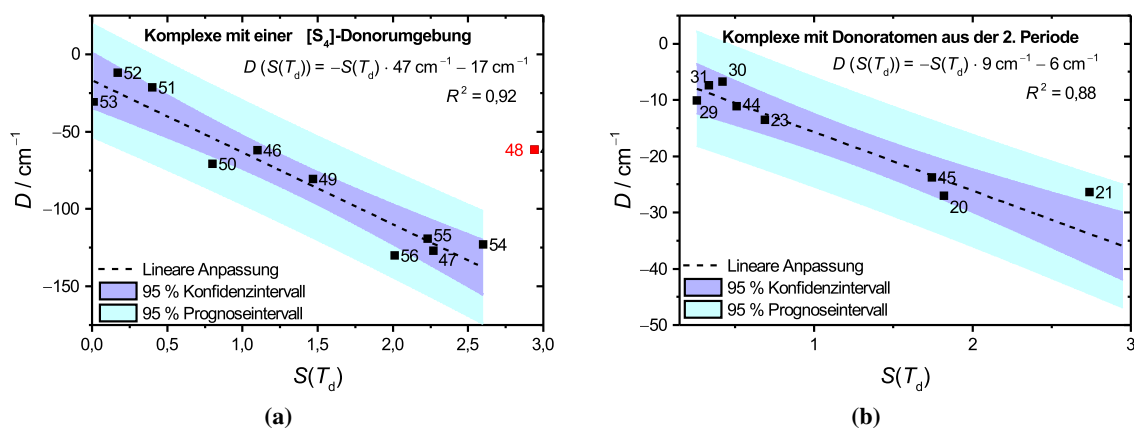 Komplexe mit einer [S4]-Donorumgebung
D (S(Td)) = −S(Td) · 47 cm−1 − 17 cm−1
R2 = 0,92
0
−50
−100
−150
D / cm−1
52
51
53
50
46
48
49
55
54
56
47
Lineare Anpassung
95 % Konfidenzintervall
95 % Prognoseintervall
0,0 0,5 1,0 1,5 2,0 2,5 3,0
S(Td)
(a)
Komplexe mit Donoratomen aus der 2. Periode
D (S(Td)) = −S(Td) · 9 cm−1 − 6 cm−1
R2 = 0,88
0
−10
−20
−30
−40
−50
D / cm−1
31
30
29
44
23
45
21
20
Lineare Anpassung
95 % Konfidenzintervall
95 % Prognoseintervall
1 2 3
S(Td)
(b)